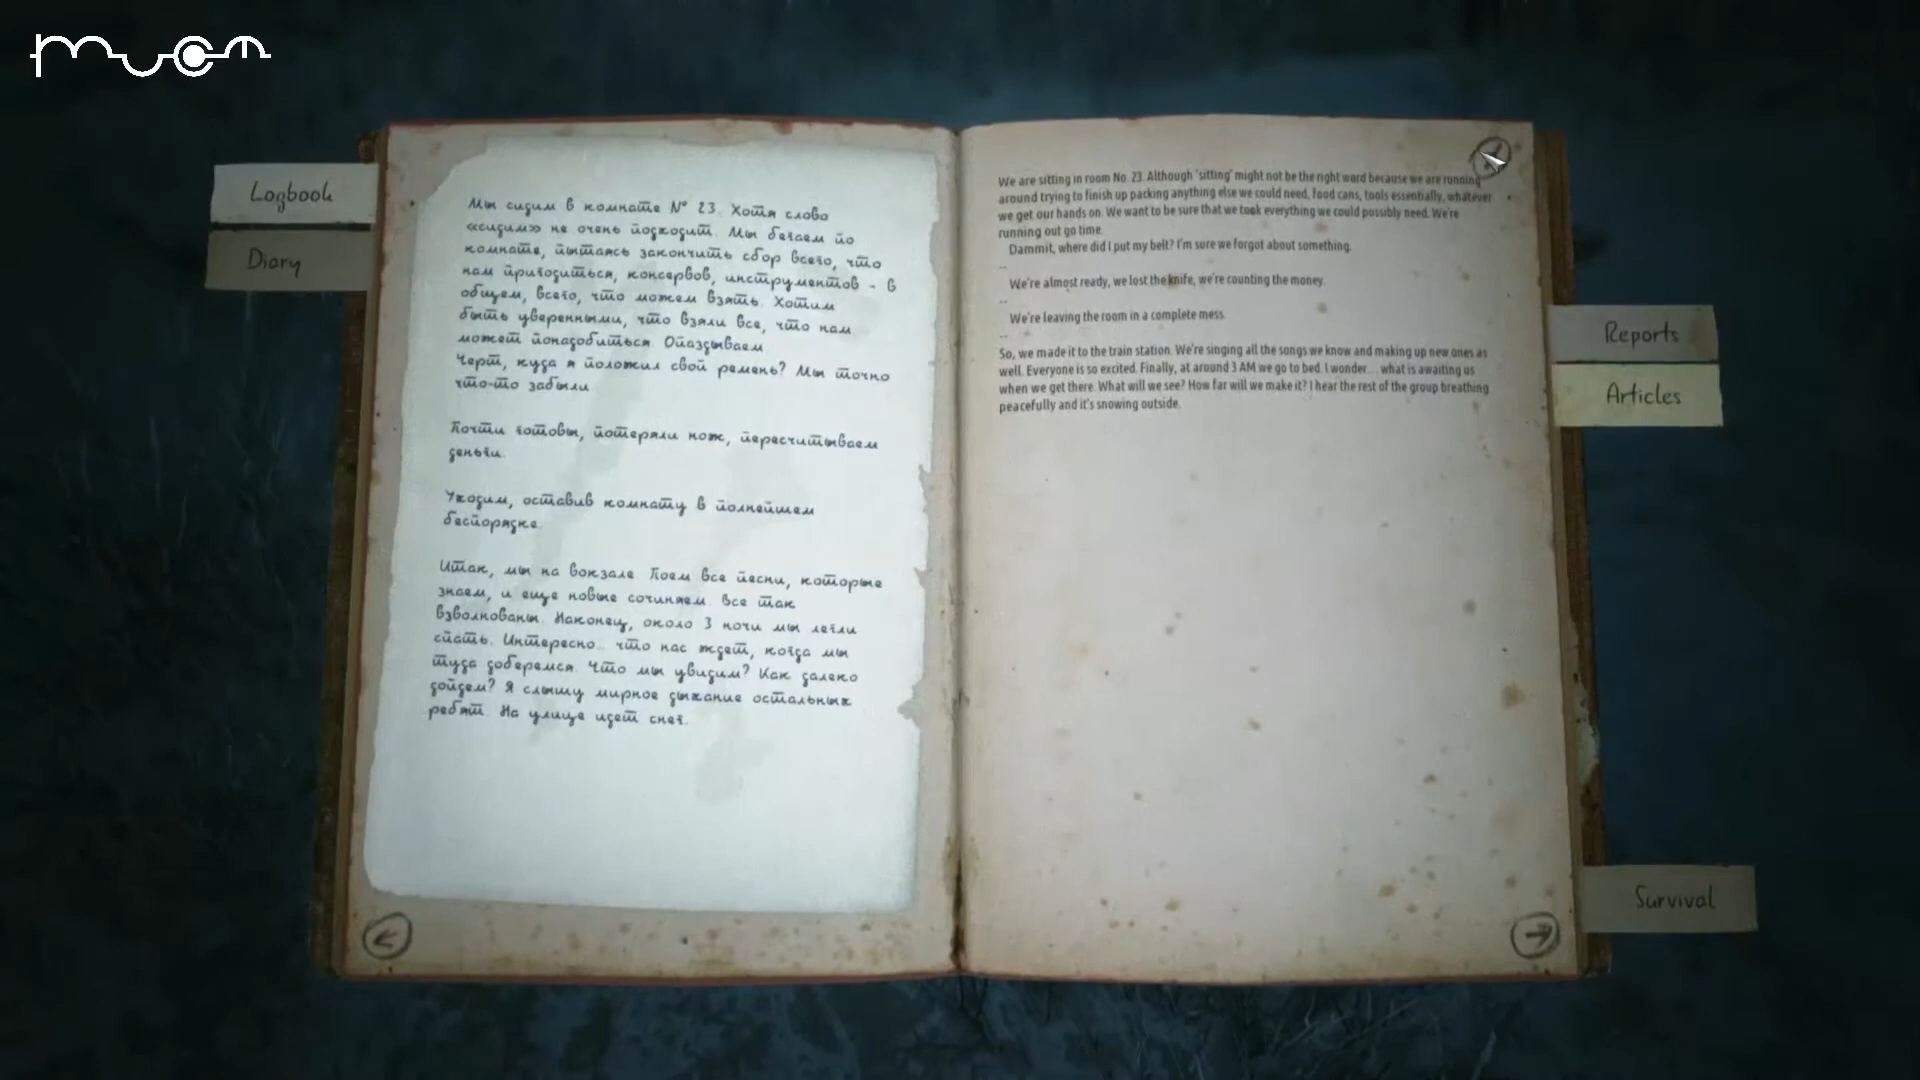 Logbook
Diary
Мы сидим в комнате № 23. Хотя слово
«сидим» не очень подходит. Мы бегаем по
комнате, пытаясь закончить сбор всего, что
нам пригодиться, консервов, инструментов - в
общем, всего, что можем взять. Хотим
быть уверенными, что взяли все, что нам
может понадобиться. Опаздываем
Черт, куда я положил свой ремень? Мы точно
что-то забыли
Почти готовы, потеряли нож, пересчитываем
деньги.
Уходим, оставив комнату в полнейшем
беспорядке.
Итак, мы на вокзале. Поем все песни, которые
знаем, и еще новые сочиняем. Все так
взволнованы. Наконец, около 3 ночи мы легли
спать. Интересно... что нас ждет, когда мы
туда доберемся. Что мы увидим? Как далеко
дойдем? Я слышу мирное дыхание остальных
ребят. На улице идет снег.
We are sitting in room No. 23. Although 'sitting' might not be the right word because we are running
around trying to finish up packing anything else we could need, food cans, tools essentially, whatever
we get our hands on. We want to be sure that we took everything we could possibly need. We're
running out go time.
Dammit, where did I put my belt? I'm sure we forgot about something.
--
We're almost ready, we lost the knife, we're counting the money.
--
We're leaving the room in a complete mess.
--
So, we made it to the train station. We're singing all the songs we know and making up new ones as
well. Everyone is so excited. Finally, at around 3 AM we go to bed. I wonder... what is awaiting us
when we get there. What will we see? How far will we make it? I hear the rest of the group breathing
peacefully and it's snowing outside.
Reports
Articles
Survival